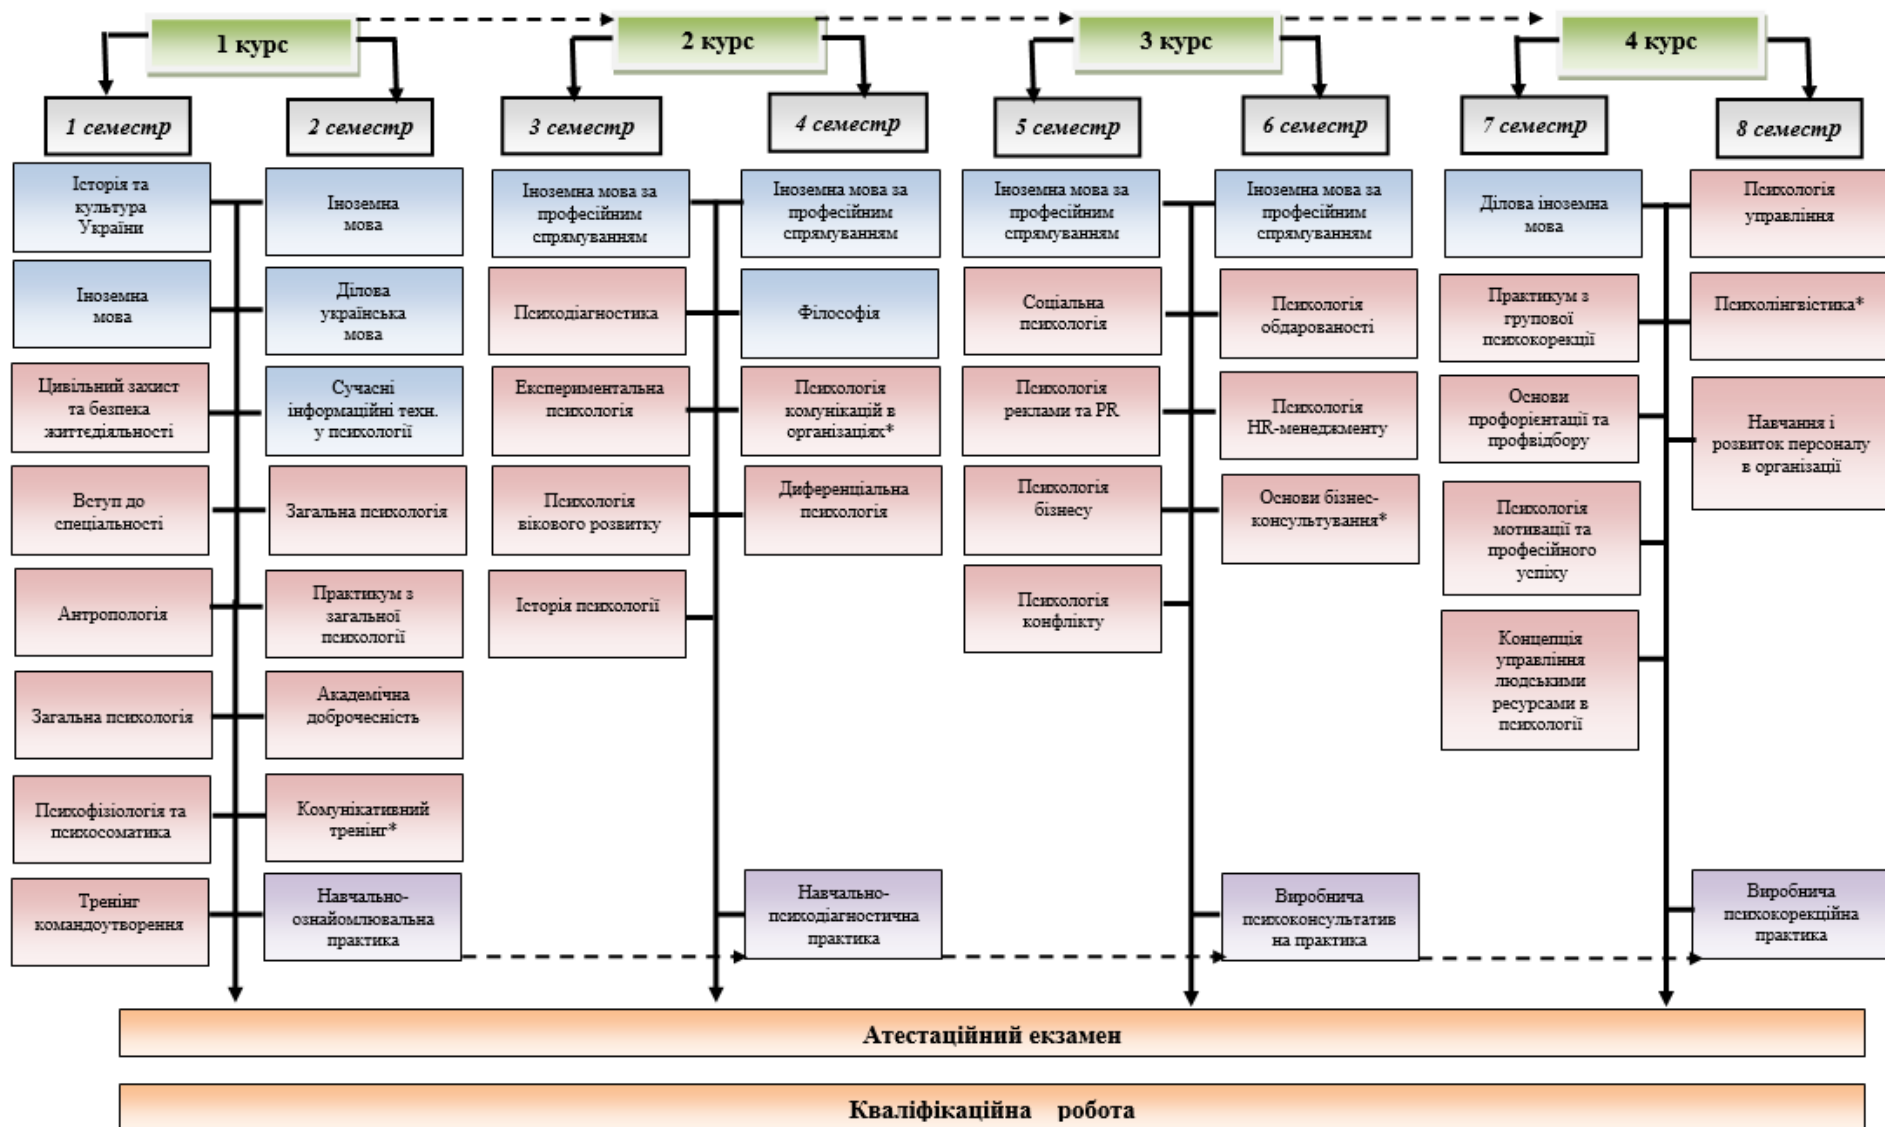 1 курс
2 курс
3 курс
4 курс
1 семестр
2 семестр
3 семестр
4 семестр
5 семестр
6 семестр
7 семестр
8 семестр
Історія та
культура
України
Іноземна
мова
Іноземна мова за
професійним
спрямуванням
Іноземна мова за
професійним
спрямуванням
Іноземна мова за
професійним
спрямуванням
Іноземна мова за
професійним
спрямуванням
Ділова іноземна
мова
Психологія
управління
Іноземна
мова
Ділова
українська
мова
Психодіагностика
Філософія
Соціальна
психологія
Психологія
обдарованості
Практикум з
групової
психокорекції
Психолінгвістика*
Цивільний захист
та безпека
життєдіяльності
Сучасні
інформаційні техн.
у психології
Експериментальна
психологія
Психологія
комунікацій в
організаціях*
Психологія
реклами та PR
Психологія
HR-менеджменту
Основи
профорієнтації та
профвідбору
Навчання і
розвиток персоналу
в організації
Вступ до
спеціальності
Загальна психологія
Психологія
вікового розвитку
Диференціальна
психологія
Психологія
бізнесу
Основи бізнес-
консультування*
Психологія
мотивації та
професійного
успіху
Антропологія
Практикум з
загальної
психології
Історія психології
Психологія
конфлікту
Концепція
управління
людськими
ресурсами в
психології
Загальна психологія
Академічна
доброчесність
Психофізіологія та
психосоматика
Комунікативний
тренінг*
Тренінг
командоутворення
Навчально-
ознайомлювальна
практика
Навчально-
психодіагностична
практика
Виробнича
психоконсультатив
на практика
Виробнича
психокорекційна
практика
Атестаційний екзамен
Кваліфікаційна робота